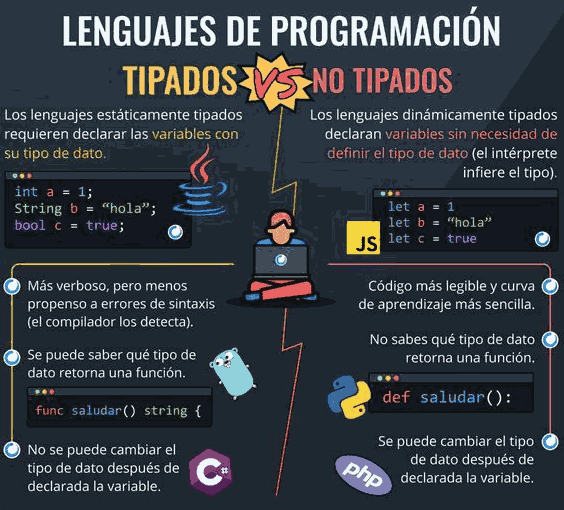 LENGUAJES DE PROGRAMACIÓN
TIPADOS VS NO TIPADOS
Los lenguajes estáticamente tipados
requieren declarar las variables con
su tipo de dato.
int a = 1;
String b = “hola”;
bool c = true;
Más verboso, pero menos
propenso a errores de sintaxis
(el compilador los detecta).
Se puede saber qué tipo de
dato retorna una función.
func saludar() string {
No se puede cambiar el
tipo de dato después de
declarada la variable.
C#
Los lenguajes dinámicamente tipados
declaran variables sin necesidad de
definir el tipo de dato (el intérprete
infiere el tipo).
let a = 1
let b = “hola”
let c = true
JS
Código más legible y curva
de aprendizaje más sencilla.
No sabes qué tipo de dato
retorna una función.
def saludar():
Se puede cambiar el tipo
de dato después de
declarada la variable.
php